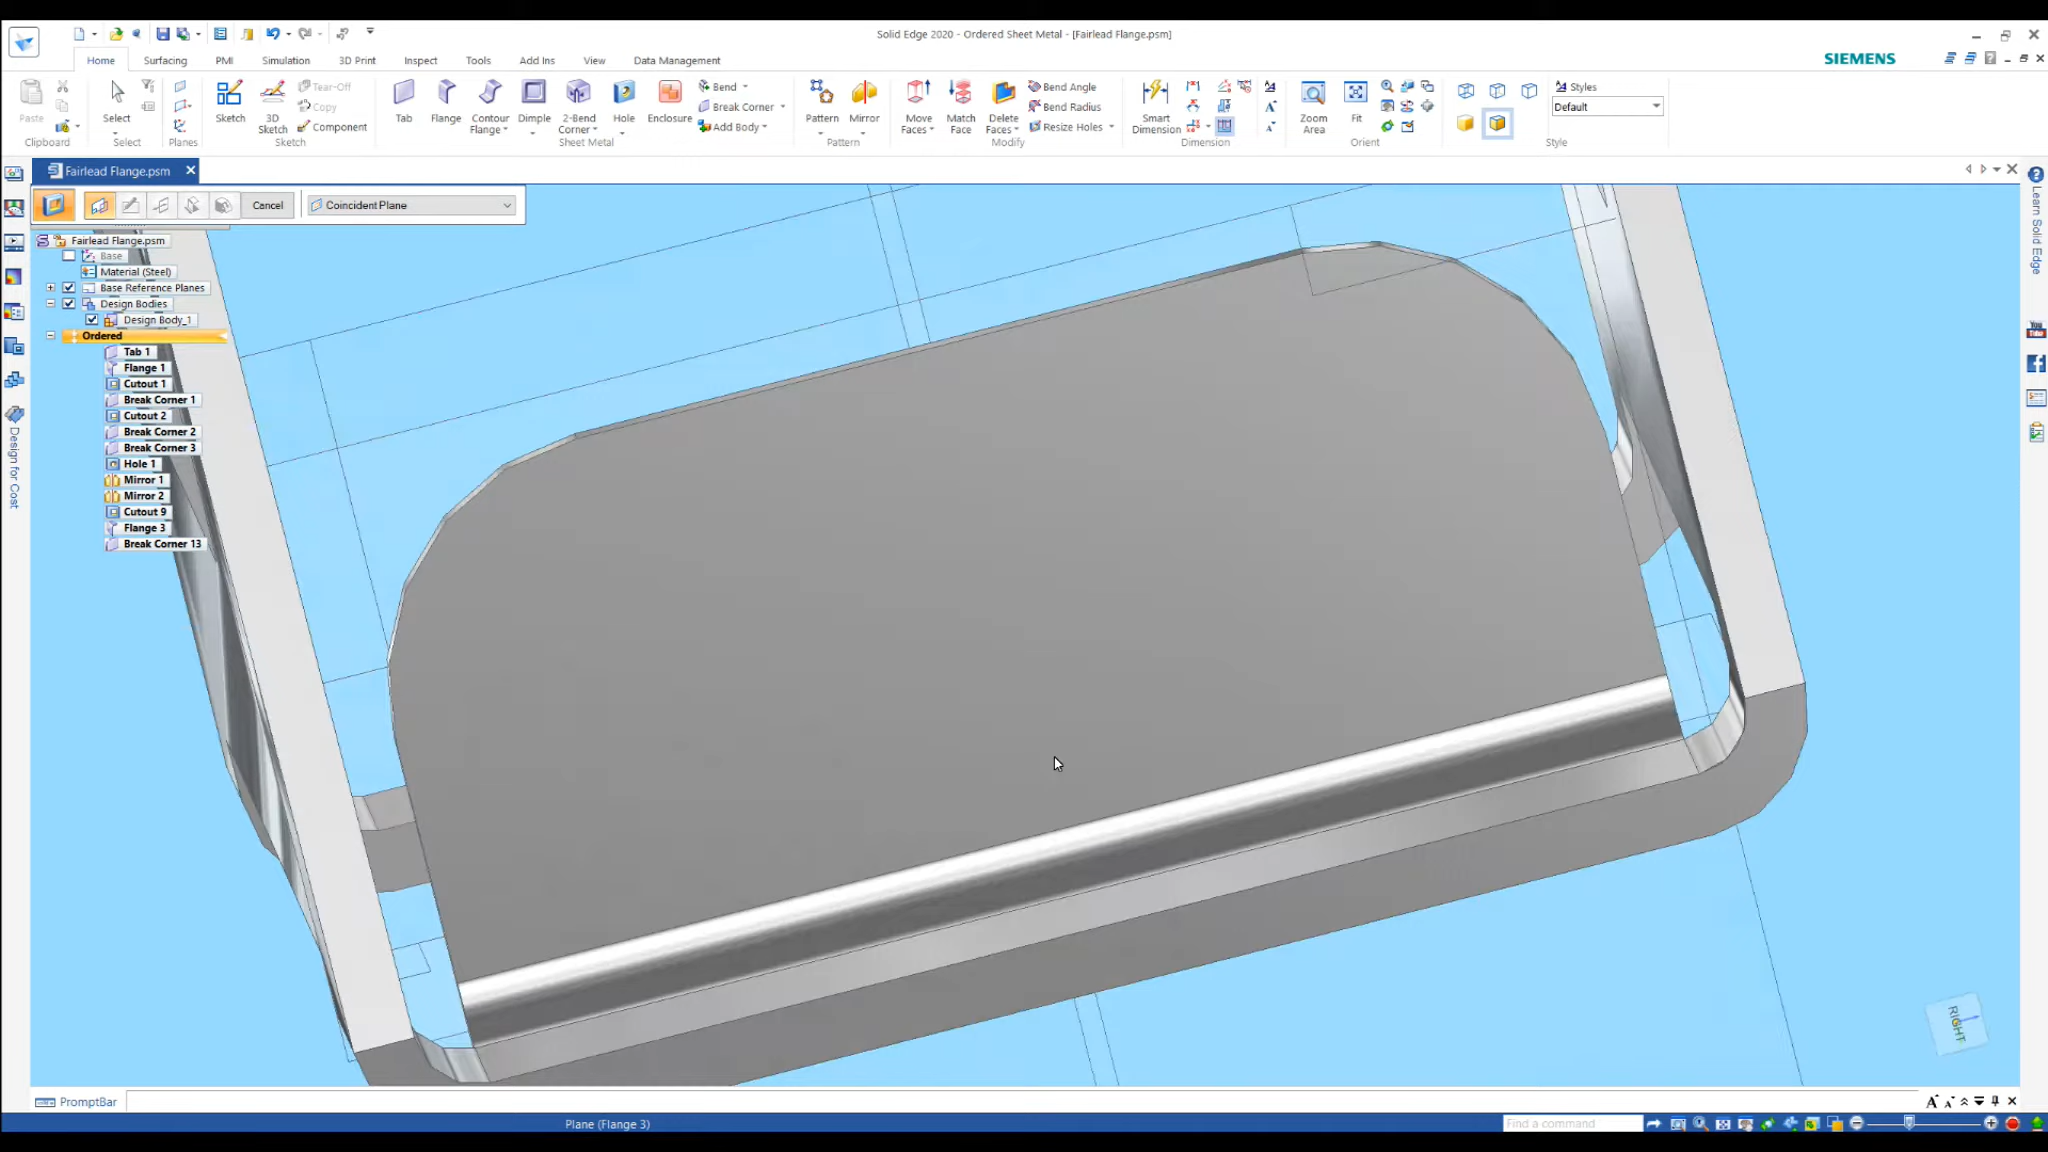 Solid Edge 2020 - Ordered Sheet Metal - [Fairlead Flange.psm]
Home Surfacing PMI Simulation 3D Print Inspect Tools Add Ins View Data Management
SIEMENS
Paste
Clipboard
Select
Select
Planes
Sketch
3D Sketch
Tear-Off
Copy
Component
Sketch
Tab
Flange
Contour Flange
Dimple
2-Bend Corner
Hole
Enclosure
Bend
Break Corner
Add Body
Sheet Metal
Pattern
Mirror
Pattern
Move Faces
Match Face
Delete Faces
Bend Angle
Bend Radius
Resize Holes
Modify
Smart Dimension
Dimension
Zoom Area
Fit
Orient
Styles
Default
Style
Fairlead Flange.psm
Cancel
Coincident Plane
Fairlead Flange.psm
Base
Material (Steel)
Base Reference Planes
Design Bodies
Design Body_1
Ordered
Tab 1
Flange 1
Cutout 1
Break Corner 1
Cutout 2
Break Corner 2
Break Corner 3
Hole 1
Mirror 1
Mirror 2
Cutout 9
Flange 3
Break Corner 13
Design for Cost
Learn Solid Edge
You
Tube
RIGHT
PromptBar
Plane (Flange 3)
Find a command